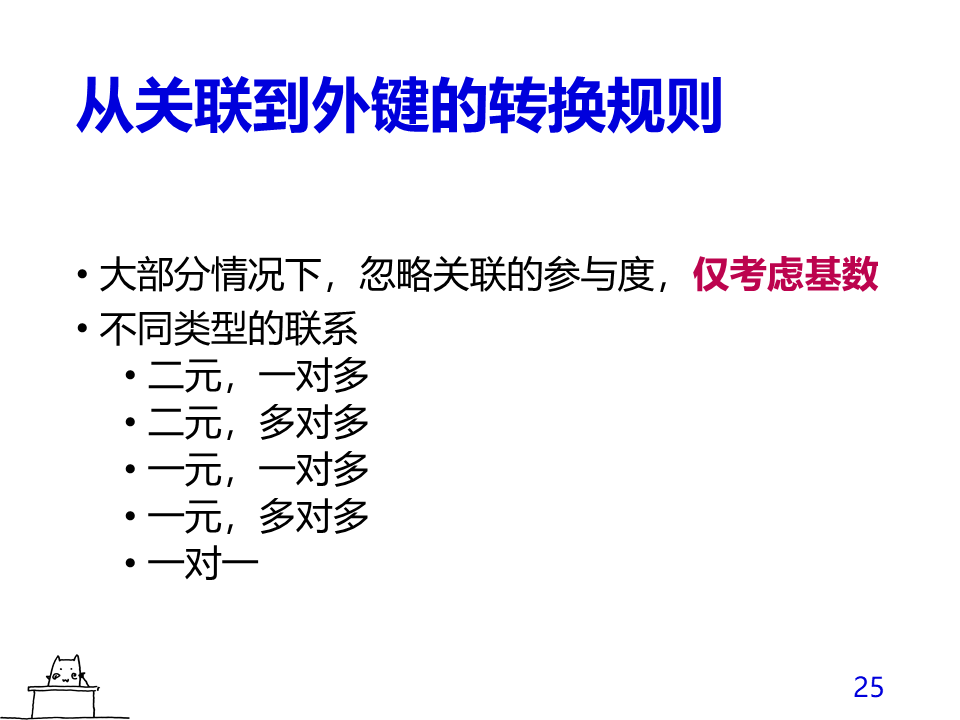 从关联到外键的转换规则
• 大部分情况下，忽略关联的参与度，仅考虑基数
• 不同类型的联系
• 二元，一对多
• 二元，多对多
• 一元，一对多
• 一元，多对多
• 一对一
25